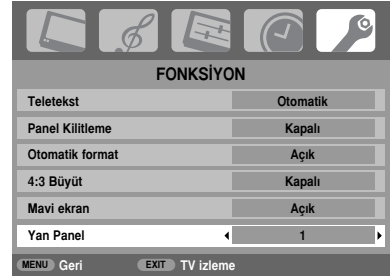 FONKSİYON
Teletekst Otomatik
Panel Kilitleme Kapalı
Otomatik format Açık
4:3 Büyüt Kapalı
Mavi ekran Açık
Yan Panel 1
MENU Geri EXIT TV izleme